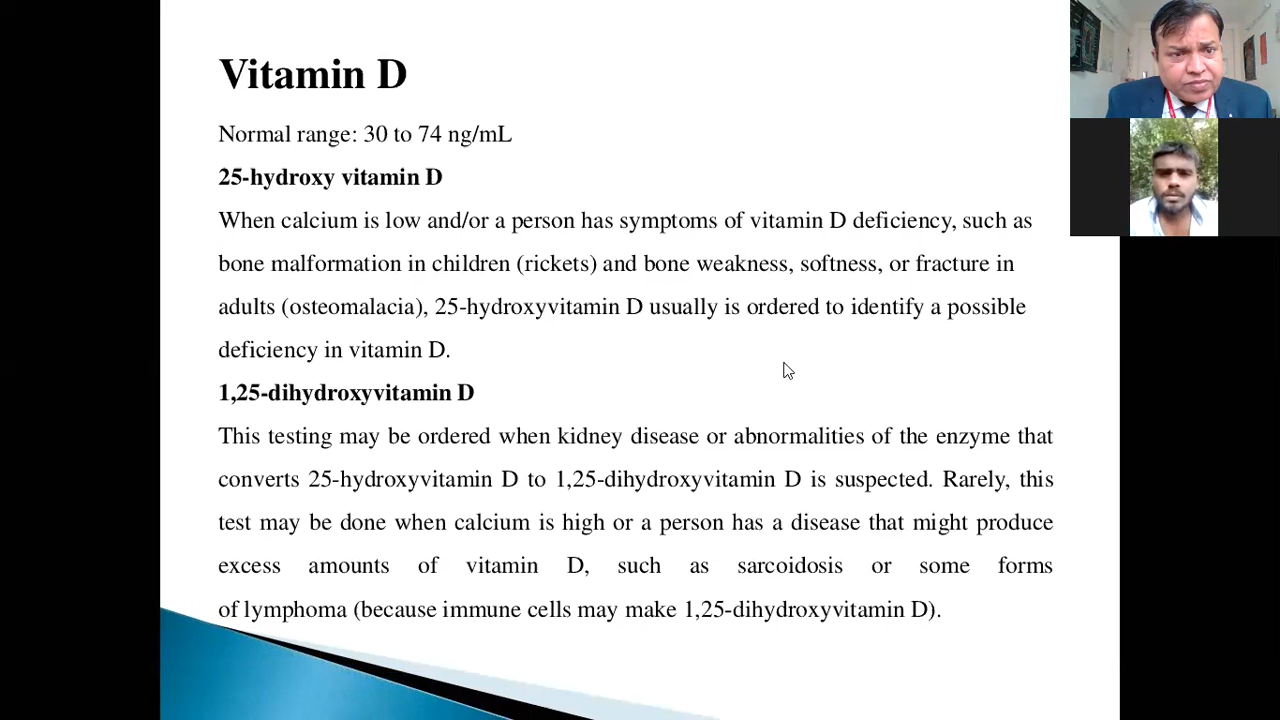 Vitamin D
Normal range: 30 to 74 ng/mL
25-hydroxy vitamin D
When calcium is low and/or a person has symptoms of vitamin D deficiency, such as
bone malformation in children (rickets) and bone weakness, softness, or fracture in
adults (osteomalacia), 25-hydroxyvitamin D usually is ordered to identify a possible
deficiency in vitamin D.
1,25-dihydroxyvitamin D
This testing may be ordered when kidney disease or abnormalities of the enzyme that
converts 25-hydroxyvitamin D to 1,25-dihydroxyvitamin D is suspected. Rarely, this
test may be done when calcium is high or a person has a disease that might produce
excess amounts of vitamin D, such as sarcoidosis or some forms
of lymphoma (because immune cells may make 1,25-dihydroxyvitamin D).